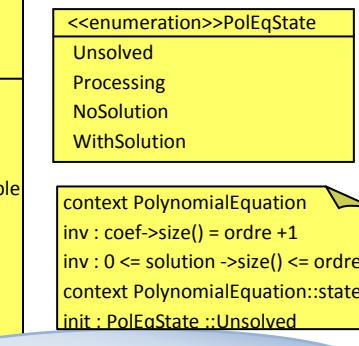 <<enumeration>>PolEqState
Unsolved
Processing
NoSolution
WithSolution
context PolynomialEquation
inv : coef->size() = ordre +1
inv : 0 <= solution ->size() <= ordre
context PolynomialEquation::state
init : PolEqState ::Unsolved